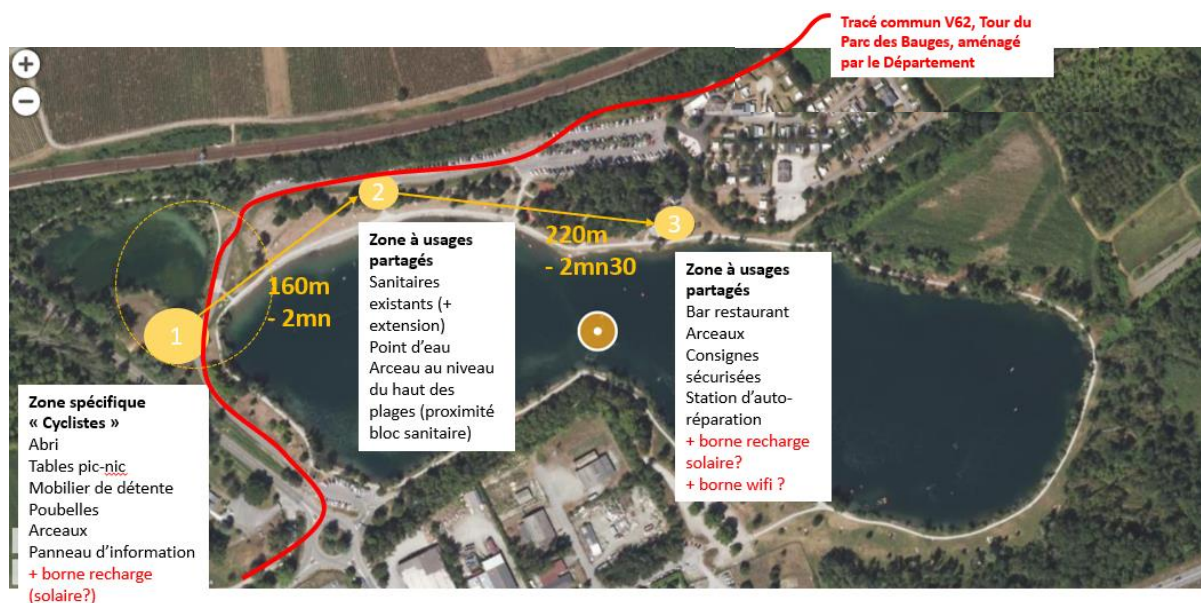 Tracé commun V62, Tour du
Parc des Bauges, aménagé
par le Département
+
−
2
3
1
160m
- 2mn
220m
- 2mn30
Zone à usages
partagés
Sanitaires
existants (+
extension)
Point d’eau
Arceau au niveau
du haut des
plages (proximité
bloc sanitaire)
Zone à usages
partagés
Bar restaurant
Arceaux
Consignes
sécurisées
Station d’auto-
réparation
+ borne recharge
solaire?
+ borne wifi ?
Zone spécifique
« Cyclistes »
Abri
Tables pic-nic
Mobilier de détente
Poubelles
Arceaux
Panneau d’information
+ borne recharge
(solaire?)